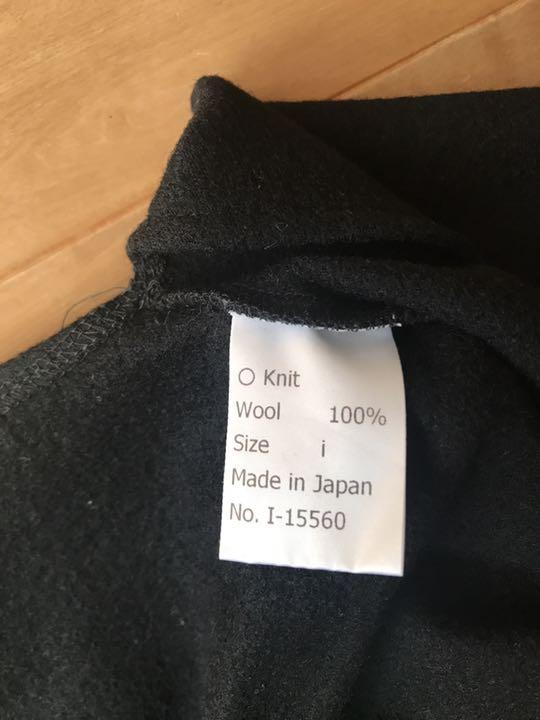 ○ Knit
Wool 100%
Size i
Made in Japan
No. I-15560